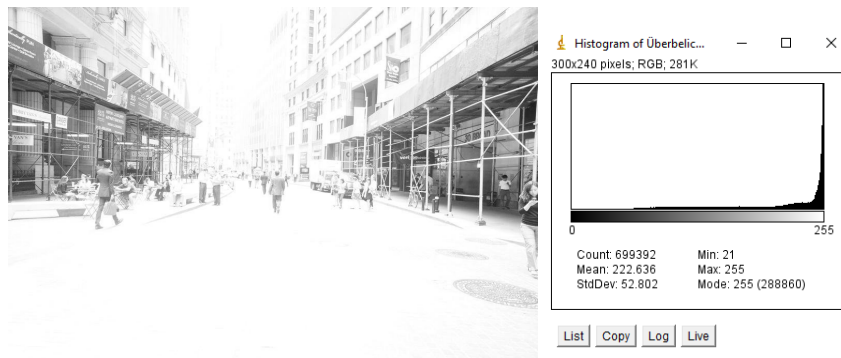 Histogram of Überbelic...
300x240 pixels; RGB; 281K
0
255
Count: 699392
Min: 21
Mean: 222.636
Max: 255
StdDev: 52.802
Mode: 255 (288860)
List
Copy
Log
Live